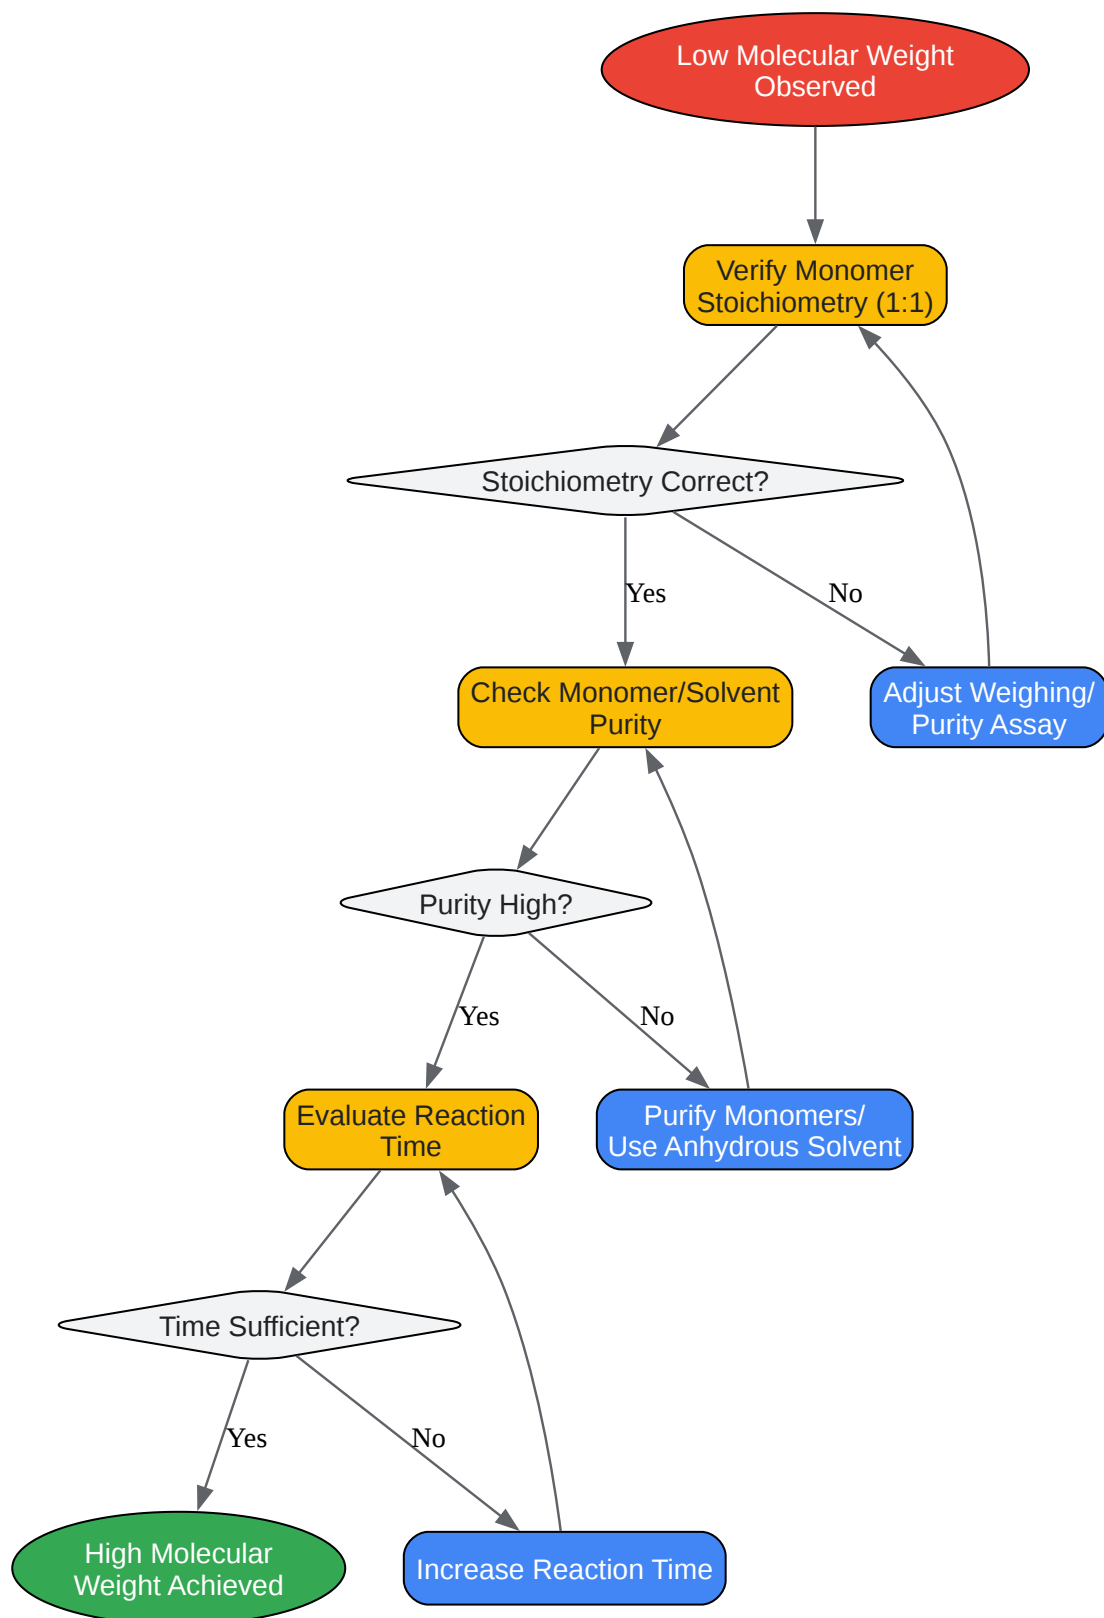 Low Molecular Weight
Observed
Verify Monomer
Stoichiometry (1:1)
Stoichiometry Correct?
Yes
No
Check Monomer/Solvent
Purity
Adjust Weighing/
Purity Assay
Purity High?
Yes
No
Evaluate Reaction
Time
Purify Monomers/
Use Anhydrous Solvent
Time Sufficient?
Yes
No
High Molecular
Weight Achieved
Increase Reaction Time